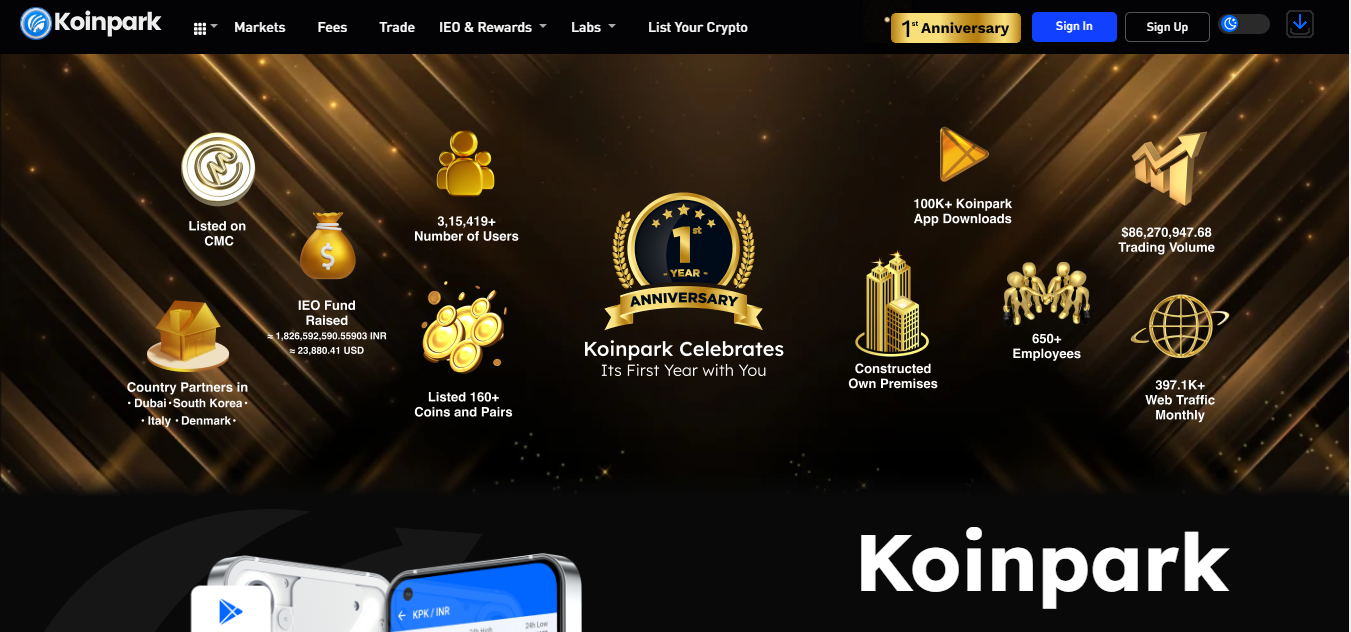 Koinpark
Markets
Fees
Trade
IEO & Rewards
Labs
List Your Crypto
1st Anniversary
Sign In
Sign Up
Listed on
CMC
IEO Fund
Raised
≈ 1,826,592,590.55903 INR
≈ 23,880.41 USD
3,15,419+
Number of Users
Country Partners in
· Dubai · South Korea ·
· Italy · Denmark ·
Listed 160+
Coins and Pairs
1st
- YEAR -
ANNIVERSARY
Koinpark Celebrates
Its First Year with You
100K+ Koinpark
App Downloads
$86,270,947.68
Trading Volume
Constructed
Own Premises
650+
Employees
397.1K+
Web Traffic
Monthly
Koinpark
KPK / INR
24h High
24h Low